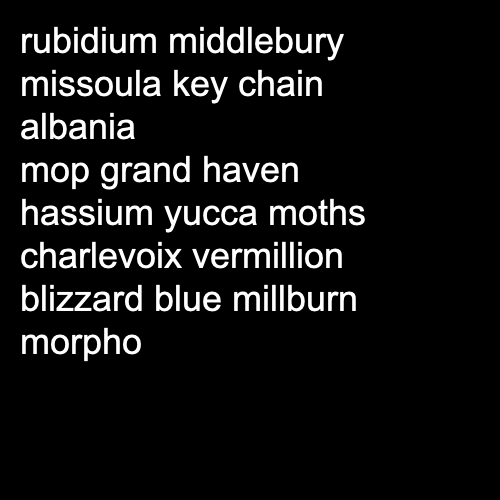 rubidium middlebury
missoula key chain
albania
mop grand haven
hassium yucca moths
charlevoix vermillion
blizzard blue millburn
morpho